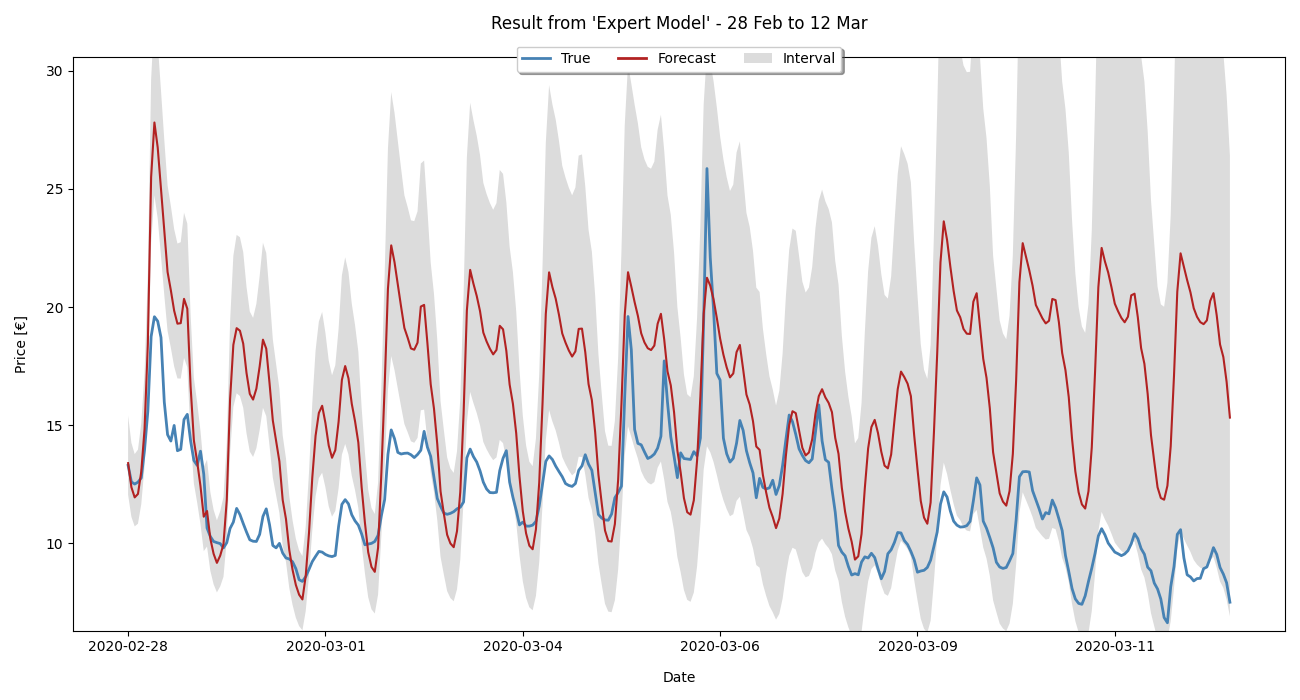 Result from 'Expert Model' - 28 Feb to 12 Mar
True
Forecast
Interval
30
25
20
15
10
Price [€]
2020-02-28
2020-03-01
2020-03-04
2020-03-06
2020-03-09
2020-03-11
Date